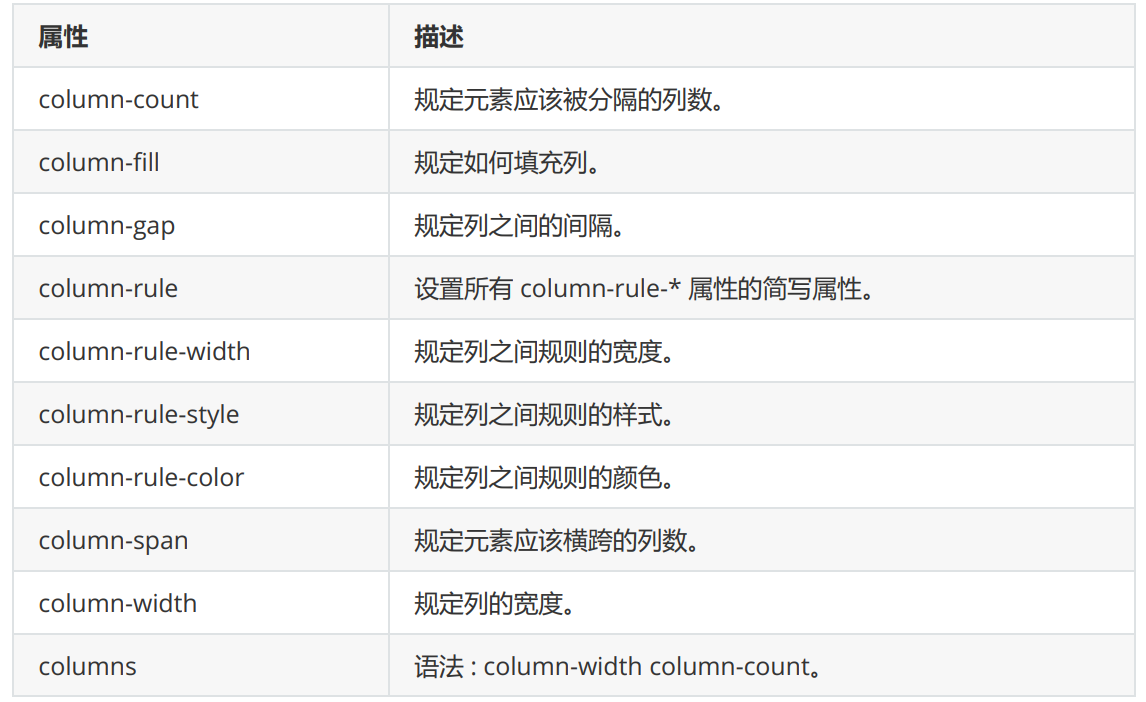 属性 描述
column-count 规定元素应该被分隔的列数。
column-fill 规定如何填充列。
column-gap 规定列之间的间隔。
column-rule 设置所有 column-rule-* 属性的简写属性。
column-rule-width 规定列之间规则的宽度。
column-rule-style 规定列之间规则的样式。
column-rule-color 规定列之间规则的颜色。
column-span 规定元素应该横跨的列数。
column-width 规定列的宽度。
columns 语法 : column-width column-count。